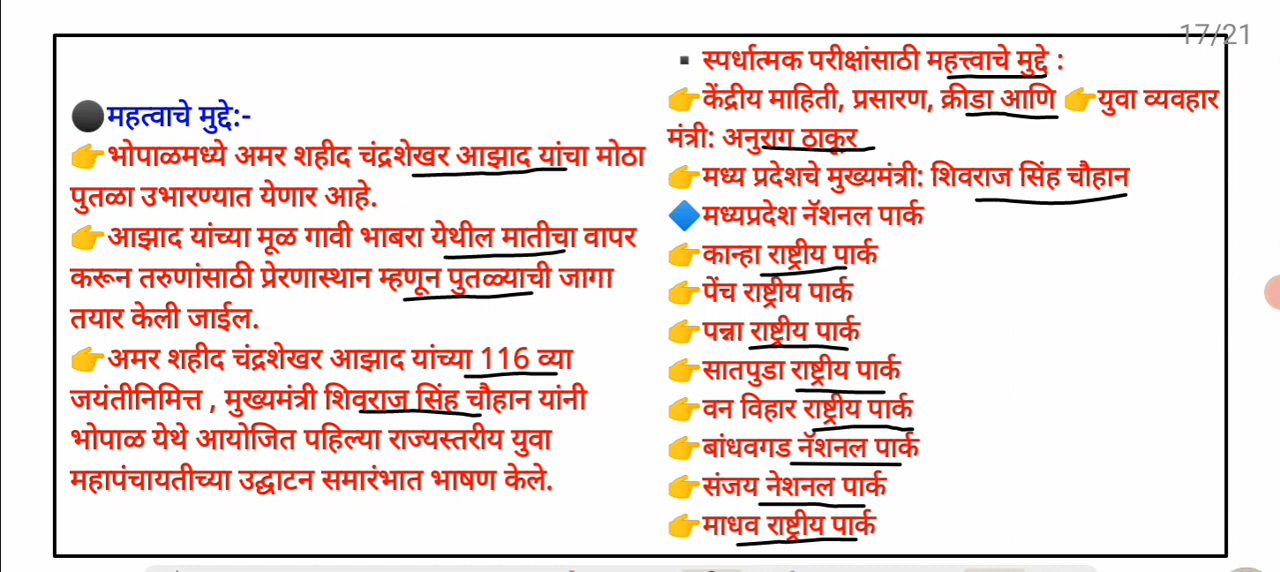 17/21
⚫महत्वाचे मुद्दे:-
👉भोपाळमध्ये अमर शहीद चंद्रशेखर आझाद यांचा मोठा
पुतळा उभारण्यात येणार आहे.
👉आझाद यांच्या मूळ गावी भाबरा येथील मातीचा वापर
करून तरुणांसाठी प्रेरणास्थान म्हणून पुतळ्याची जागा
तयार केली जाईल.
👉अमर शहीद चंद्रशेखर आझाद यांच्या 116 व्या
जयंतीनिमित्त , मुख्यमंत्री शिवराज सिंह चौहान यांनी
भोपाळ येथे आयोजित पहिल्या राज्यस्तरीय युवा
महापंचायतीच्या उद्घाटन समारंभात भाषण केले.
▪️स्पर्धात्मक परीक्षांसाठी महत्त्वाचे मुद्दे :
👉केंद्रीय माहिती, प्रसारण, क्रीडा आणि 👉युवा व्यवहार
मंत्री: अनुराग ठाकूर
👉मध्य प्रदेशचे मुख्यमंत्री: शिवराज सिंह चौहान
🔷मध्यप्रदेश नॅशनल पार्क
👉कान्हा राष्ट्रीय पार्क
👉पेंच राष्ट्रीय पार्क
👉पन्ना राष्ट्रीय पार्क
👉सातपुडा राष्ट्रीय पार्क
👉वन विहार राष्ट्रीय पार्क
👉बांधवगड नॅशनल पार्क
👉संजय नेशनल पार्क
👉माधव राष्ट्रीय पार्क